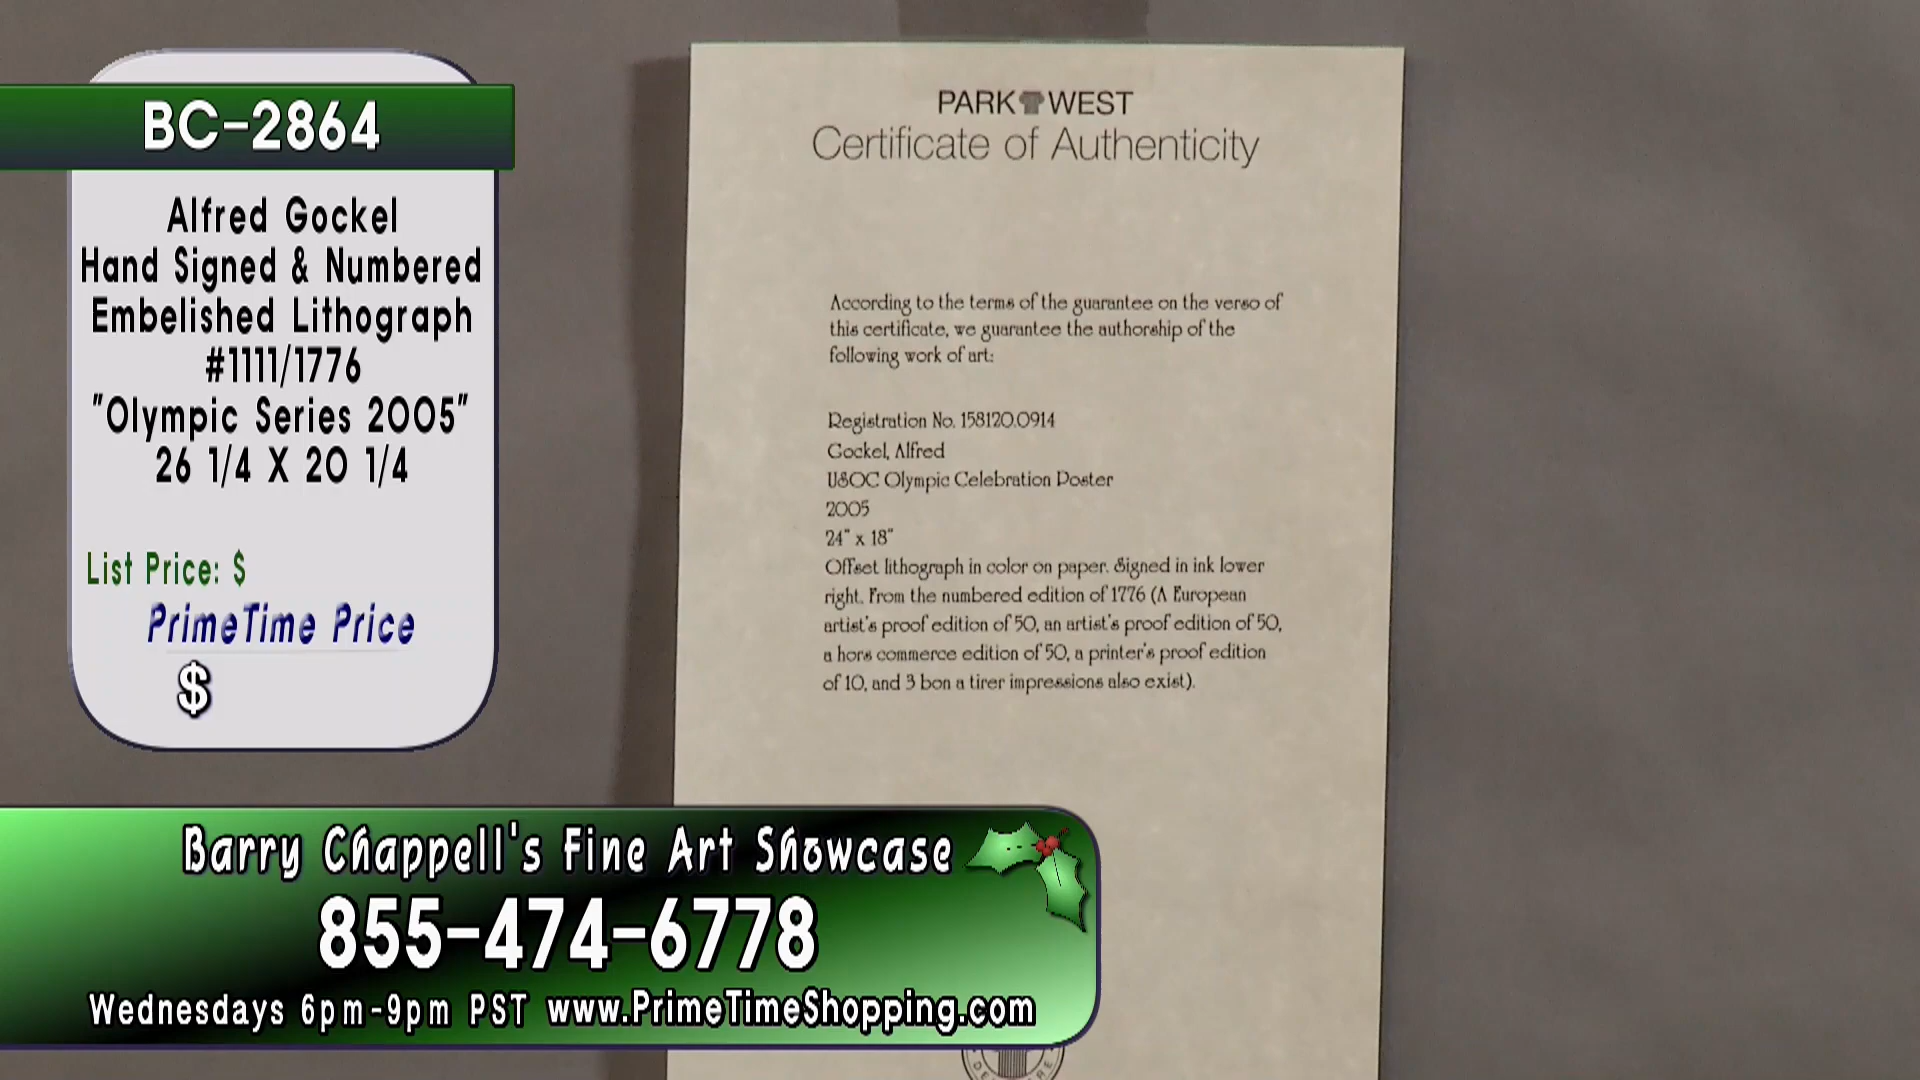 BC-2864
Alfred Gockel
Hand Signed & Numbered
Embelished Lithograph
#1111/1776
"Olympic Series 2005"
26 1/4 X 20 1/4
List Price: $
PrimeTime Price
$
PARK WEST
Certificate of Authenticity
According to the terms of the guarantee on the verso of
this certificate, we guarantee the authorship of the
following work of art:
Registration No. 158120.0914
Gockel, Alfred
USOC Olympic Celebration Poster
2005
24" x 18"
Offset lithograph in color on paper. Signed in ink lower
right. From the numbered edition of 1776 (A European
artist's proof edition of 50, an artist's proof edition of 50,
a hors commerce edition of 50, a printer's proof edition
of 10, and 3 bon a tirer impressions also exist).
Barry Chappell's Fine Art Showcase
855-474-6778
Wednesdays 6pm-9pm PST www.PrimeTimeShopping.com